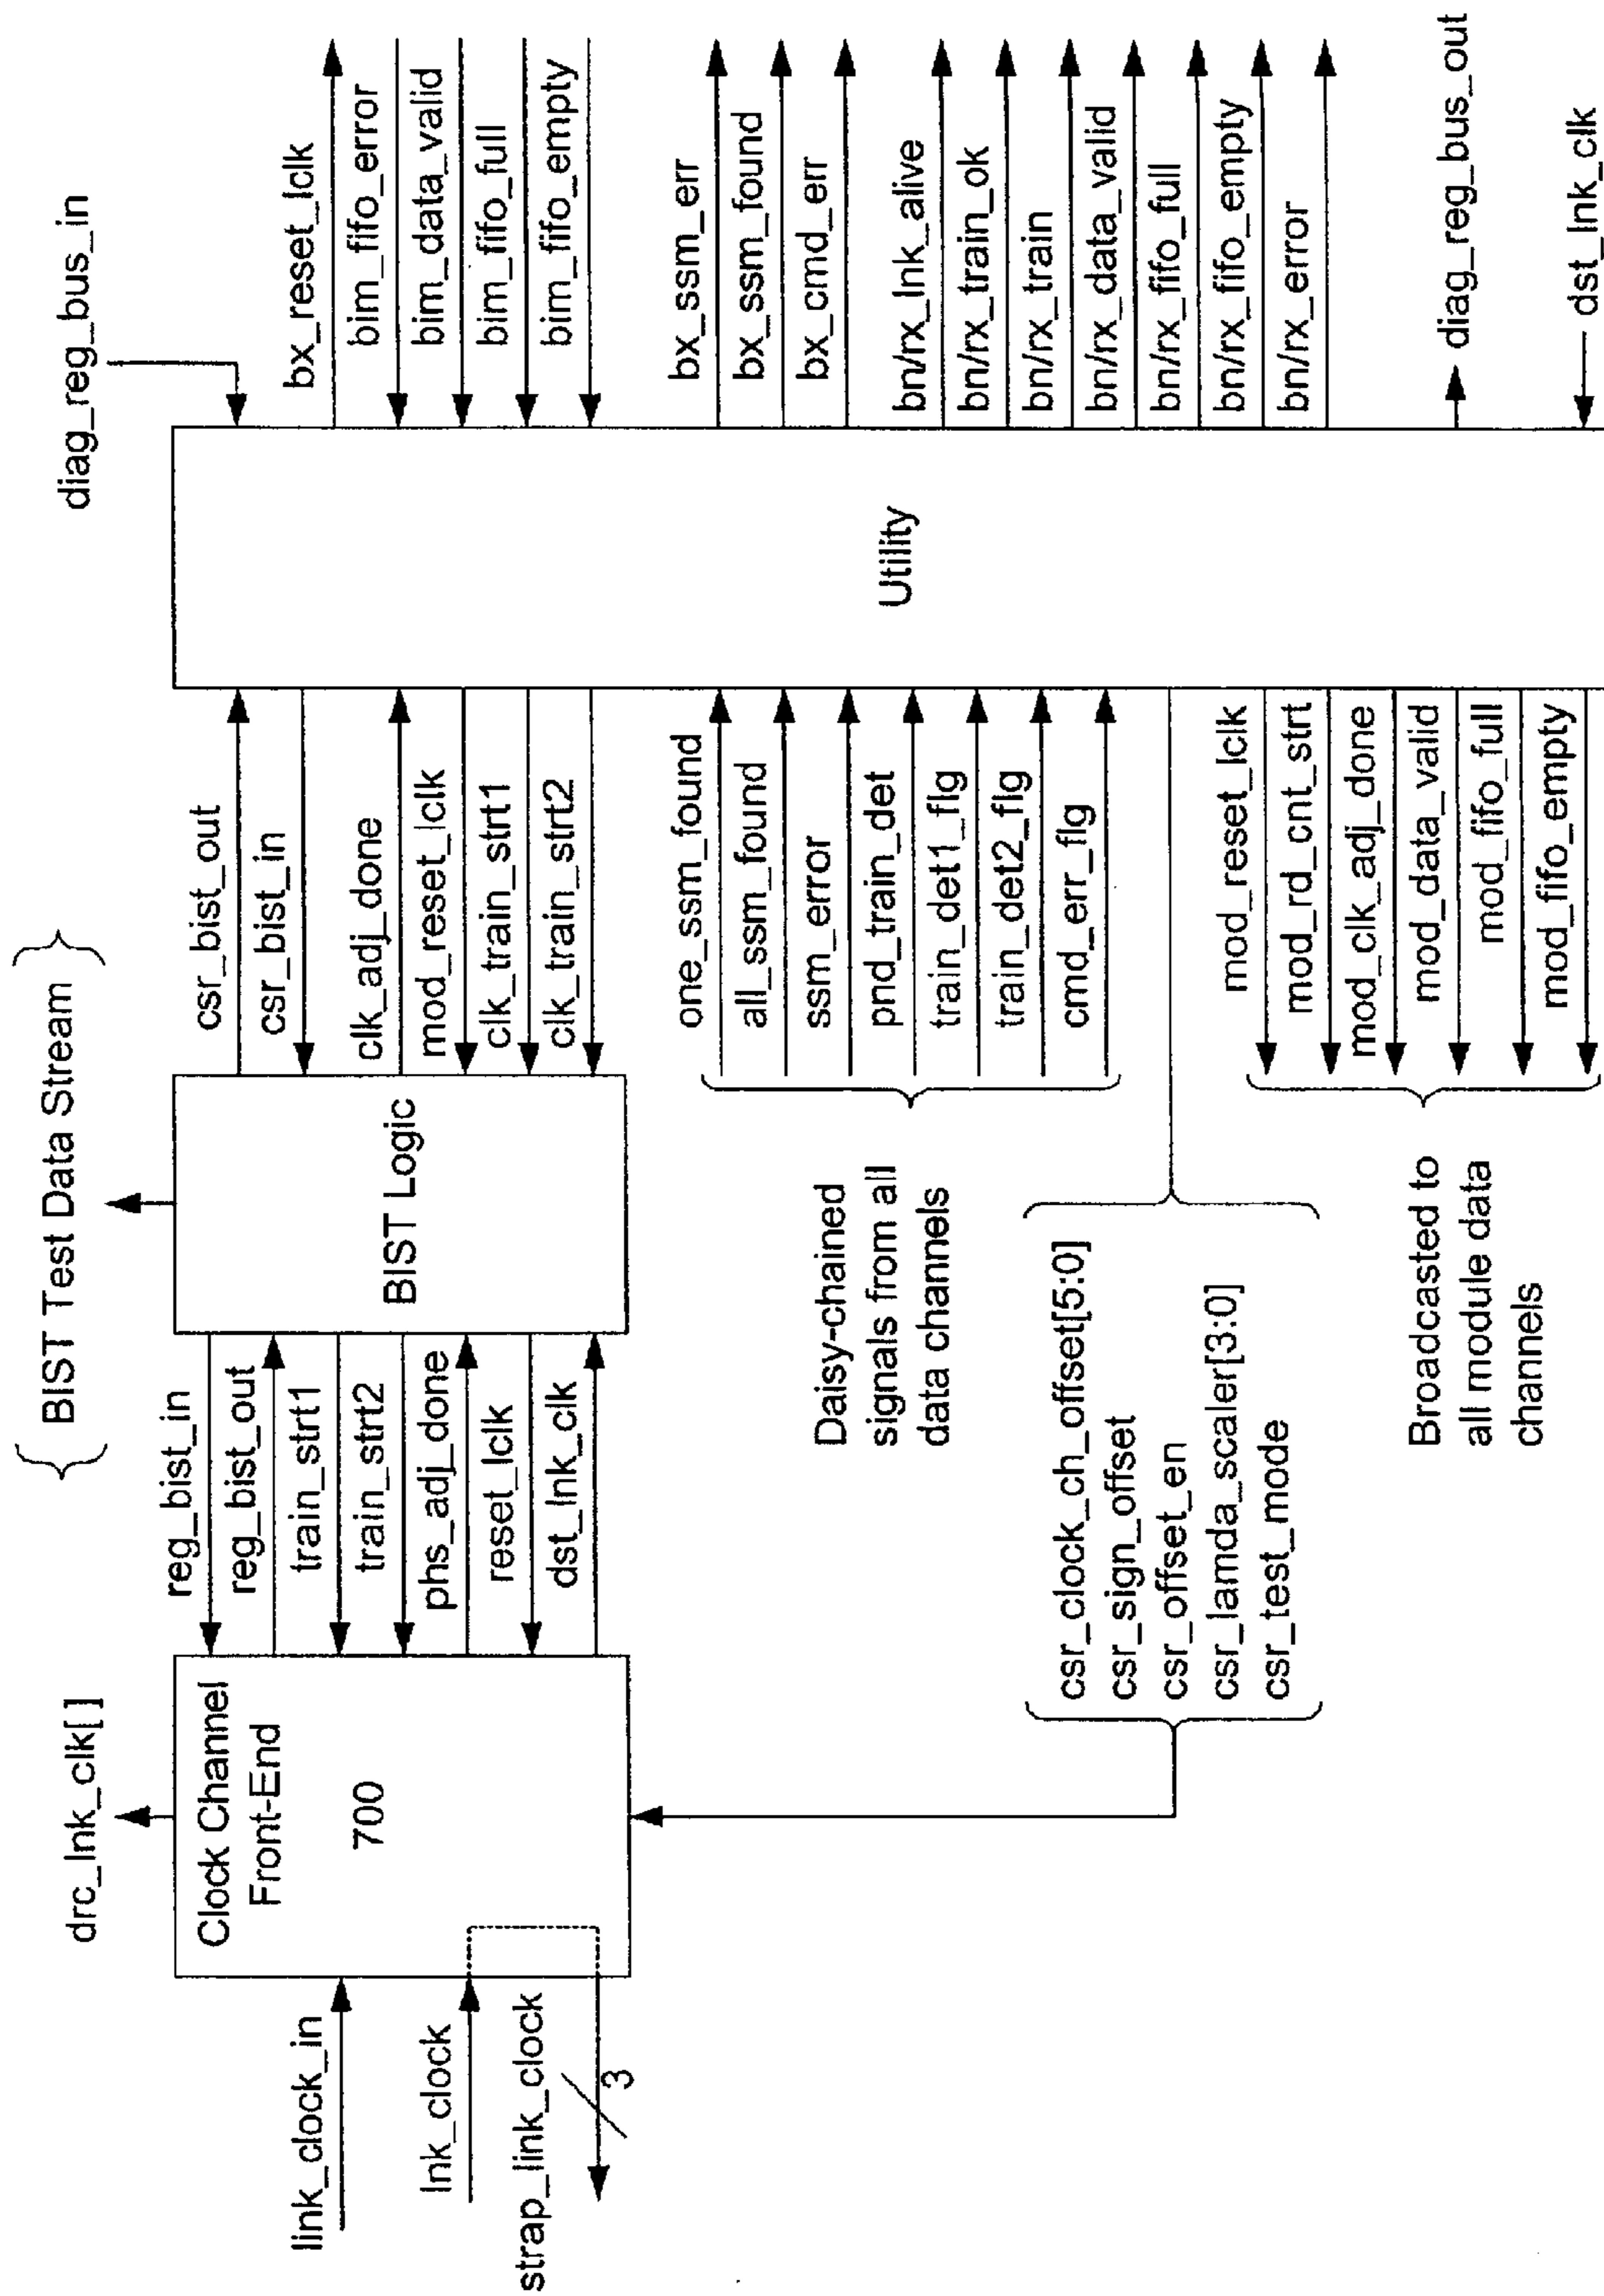 drc_lnk_clk[ ]
BIST Test Data Stream
diag_reg_bus_in
link_clock_in
lnk_clock
strap_link_clock
3
Clock Channel
Front-End
700
reg_bist_in
reg_bist_out
train_strt1
train_strt2
phs_adj_done
reset_lclk
dst_lnk_clk
BIST Logic
csr_bist_out
csr_bist_in
clk_adj_done
mod_reset_lclk
clk_train_strt1
clk_train_strt2
Utility
bx_reset_lclk
bim_fifo_error
bim_data_valid
bim_fifo_full
bim_fifo_empty
Daisy-chained
signals from all
data channels
one_ssm_found
all_ssm_found
ssm_error
pnd_train_det
train_det1_flg
train_det2_flg
cmd_err_flg
bx_ssm_err
bx_ssm_found
bx_cmd_err
bn/rx_lnk_alive
bn/rx_train_ok
bn/rx_train
bn/rx_data_valid
bn/rx_fifo_full
bn/rx_fifo_empty
bn/rx_error
csr_clock_ch_offset[5:0]
csr_sign_offset
csr_offset_en
csr_lamda_scaler[3:0]
csr_test_mode
Broadcasted to
all module data
channels
mod_reset_lclk
mod_rd_cnt_strt
mod_clk_adj_done
mod_data_valid
mod_fifo_full
mod_fifo_empty
diag_reg_bus_out
dst_lnk_clk